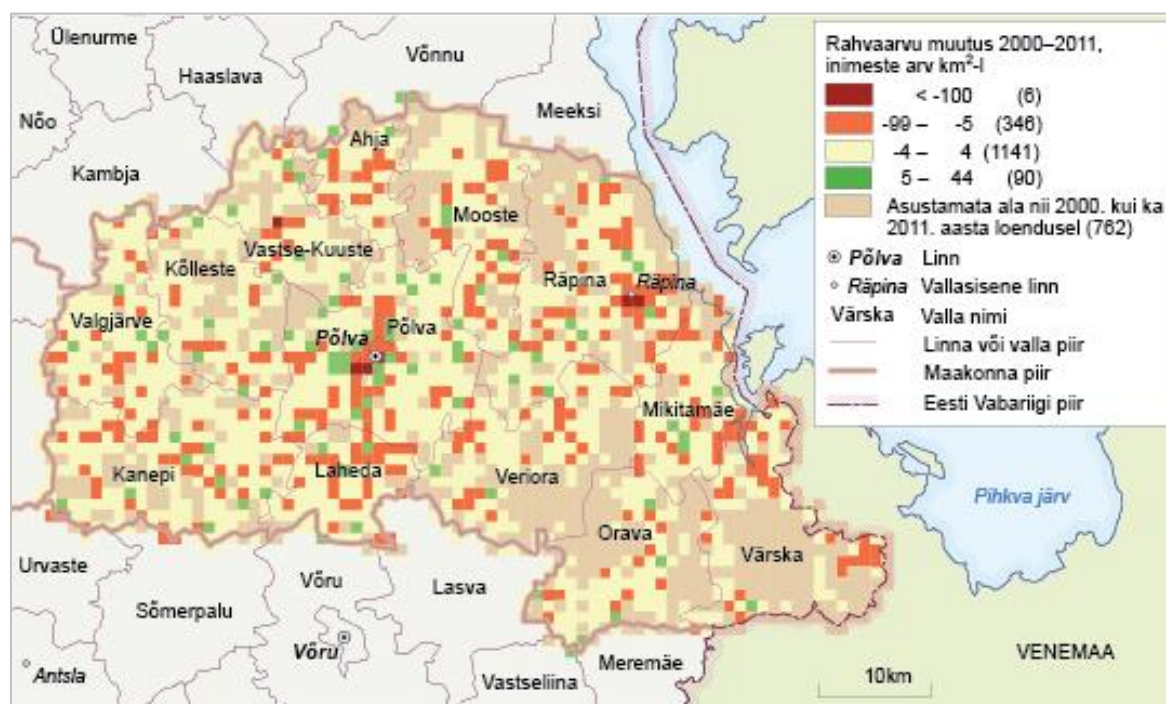 Ülenurme
Haaslava
Võnnu
Nõo
Meeksi
Ahja
Kambja
Mooste
Vastse-Kuuste
Kõlleste
Räpina
Räpina
Valgjärve
Põlva
Põlva
Mikitamäe
Kanepi
Laheda
Veriora
Orava
Värska
Urvaste
Võru
Lasva
Sõmerpalu
Võru
Antsla
Vastseliina
Meremäe
Pihkva järv
VENEMAA
10km
Rahvaarvu muutus 2000–2011,
inimeste arv km²-l
< -100 (6)
-99 – -5 (346)
-4 – 4 (1141)
5 – 44 (90)
Asustamata ala nii 2000. kui ka
2011. aasta loendusel (762)
Põlva Linn
Räpina Vallasisene linn
Värska Valla nimi
Linna või valla piir
Maakonna piir
Eesti Vabariigi piir